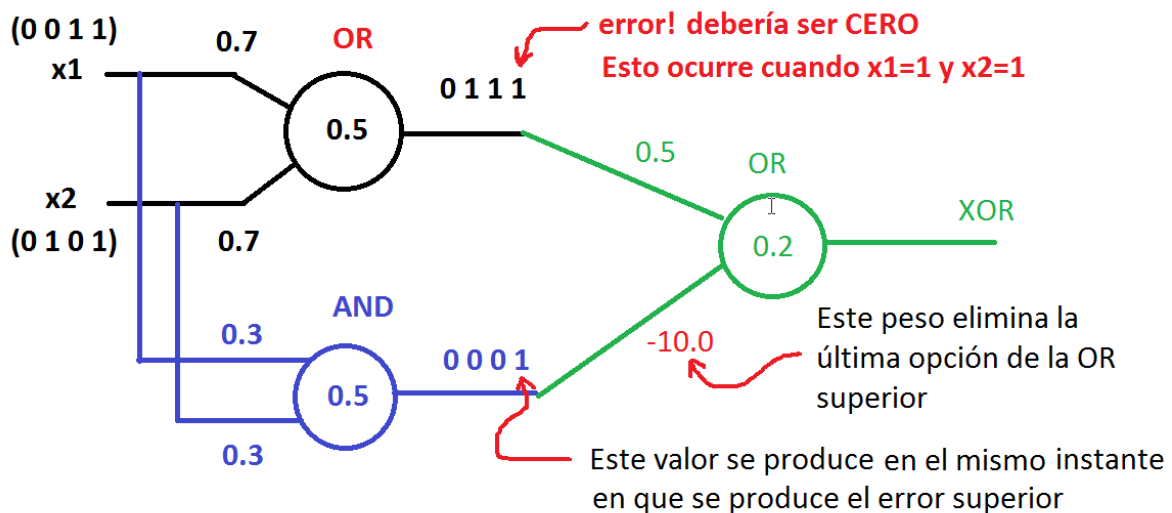 (0 0 1 1)
0.7
OR
error! debería ser CERO
x1
Esto ocurre cuando x1=1 y x2=1
0 1 1 1
0.5
0.5
OR
x2
XOR
(0 1 0 1)
0.7
0.2
AND
0.3
-10.0
Este peso elimina la
última opción de la OR
superior
0 0 0 1
0.5
0.3
Este valor se produce en el mismo instante
en que se produce el error superior